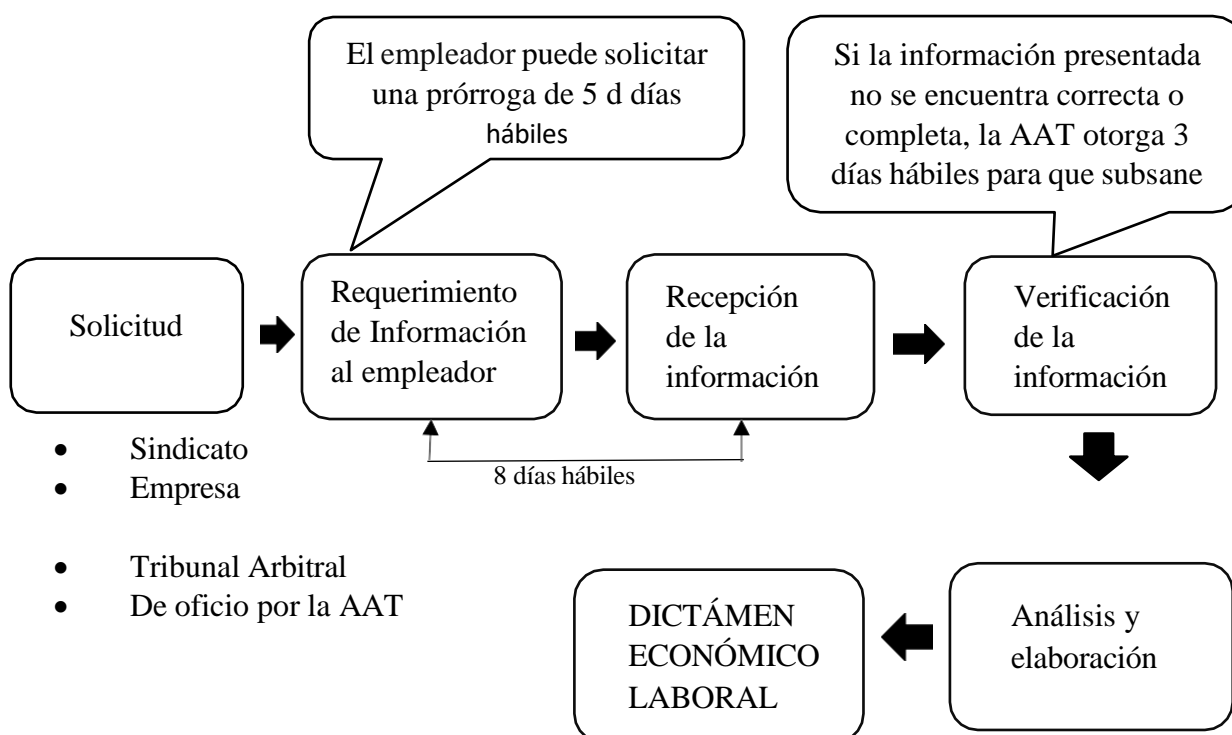 El empleador puede solicitar
una prórroga de 5 d días
hábiles
Si la información presentada
no se encuentra correcta o
completa, la AAT otorga 3
días hábiles para que subsane
Solicitud
Requerimiento
de Información
al empleador
Recepción
de la
información
Verificación
de la
información
8 días hábiles
• Sindicato
• Empresa
• Tribunal Arbitral
• De oficio por la AAT
Análisis y
elaboración
DICTÁMEN
ECONÓMICO
LABORAL